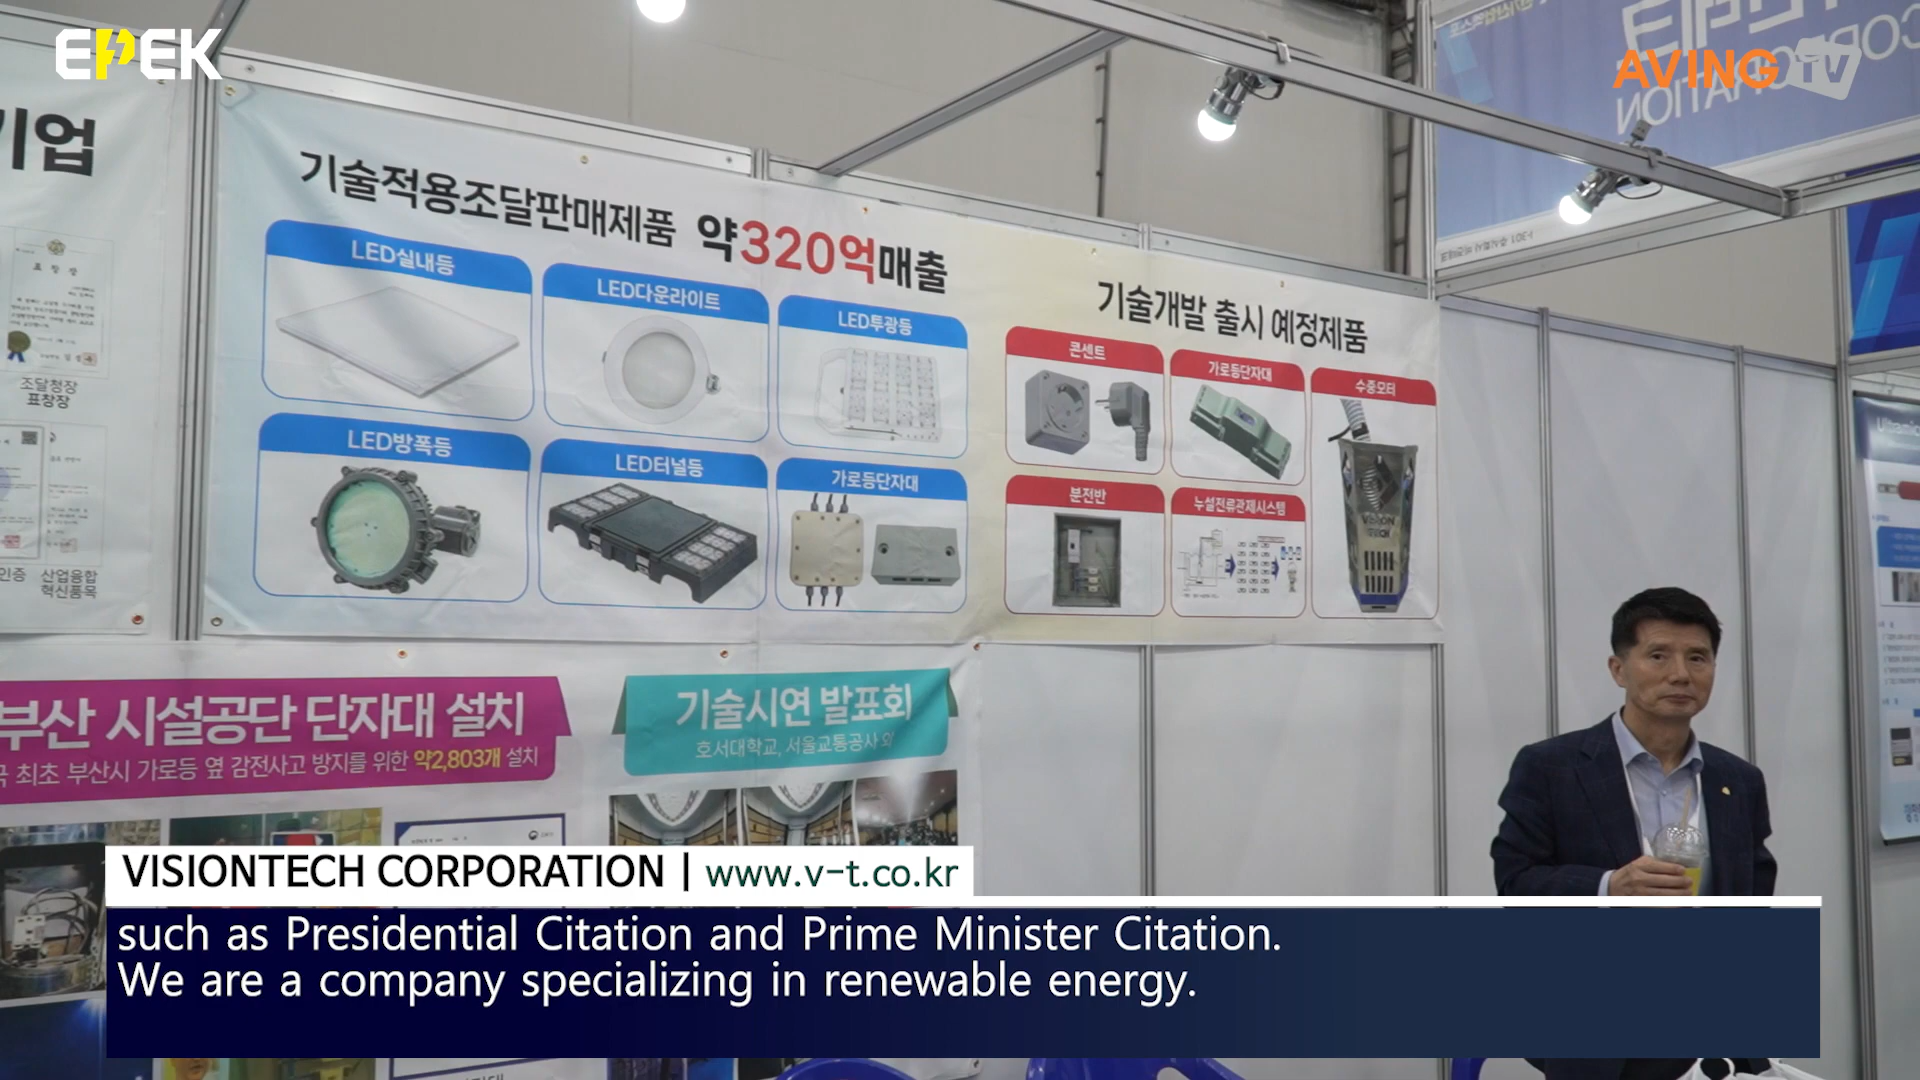 EPEK
AVING TV
기업
기술적용조달판매제품 약320억매출
LED실내등
LED다운라이트
LED투광등
LED방폭등
LED터널등
가로등단자대
기술개발 출시 예정제품
콘센트
가로등단자대
수중모터
분전반
누설전류관제시스템
VISION
TECH
표창장
조달청장
표창장
인증
산업융합
혁신품목
부산 시설공단 단자대 설치
최초 부산시 가로등 옆 감전사고 방지를 위한 약2,803개 설치
기술시연 발표회
호서대학교, 서울교통공사 외
VISIONTECH CORPORATION | www.v-t.co.kr
such as Presidential Citation and Prime Minister Citation.
We are a company specializing in renewable energy.